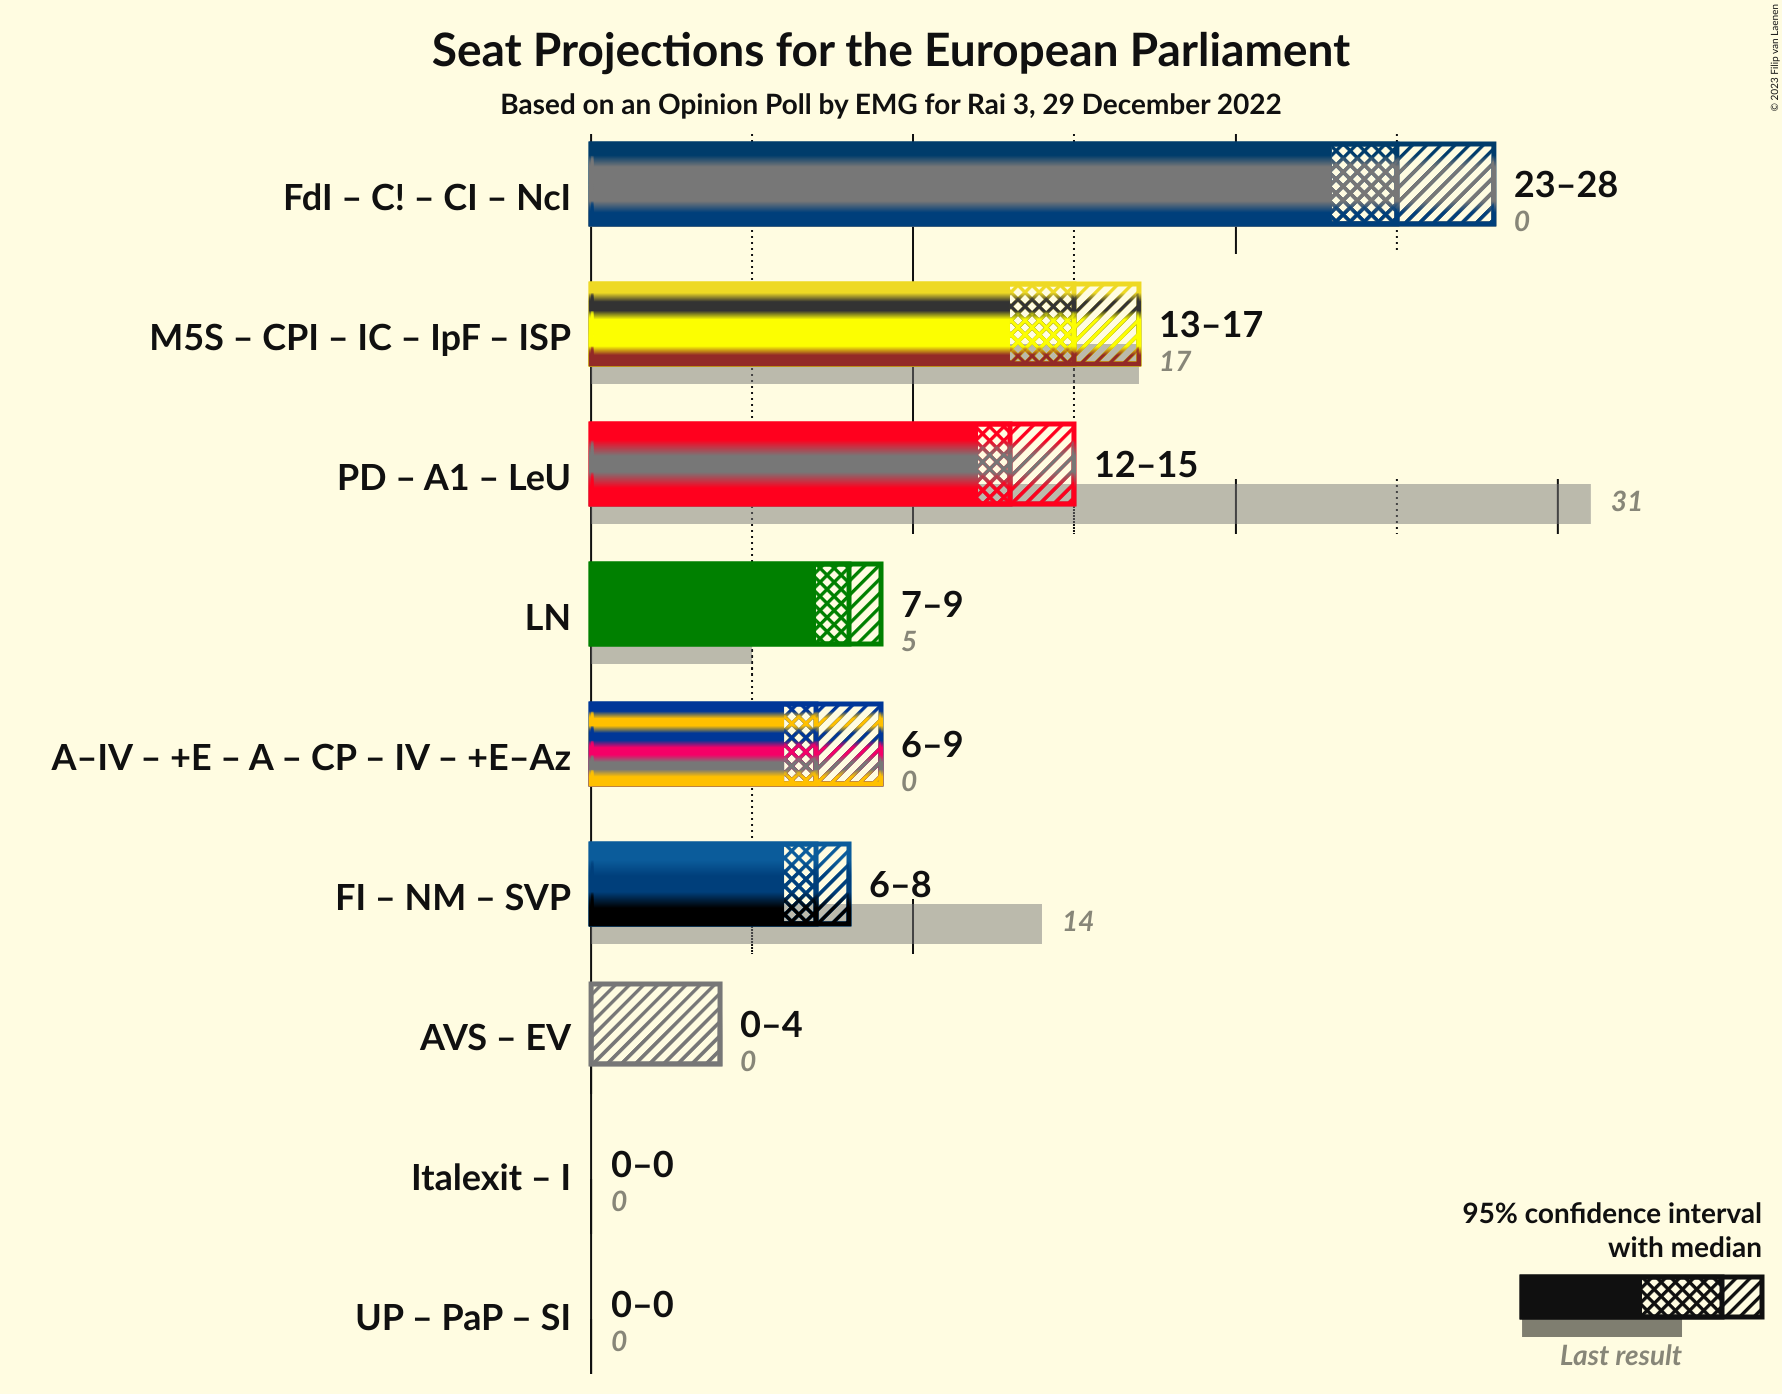 Seat Projections for the European Parliament
Based on an Opinion Poll by EMG for Rai 3, 29 December 2022
© 2023 Filip van Laenen
FdI – C! – CI – NcI
23–28
0
M5S – CPI – IC – IpF – ISP
13–17
17
PD – A1 – LeU
12–15
31
LN
7–9
5
A–IV – +E – A – CP – IV – +E–Az
6–9
0
FI – NM – SVP
6–8
14
AVS – EV
0–4
0
Italexit – I
0–0
0
UP – PaP – SI
0–0
0
95% confidence interval
with median
Last result